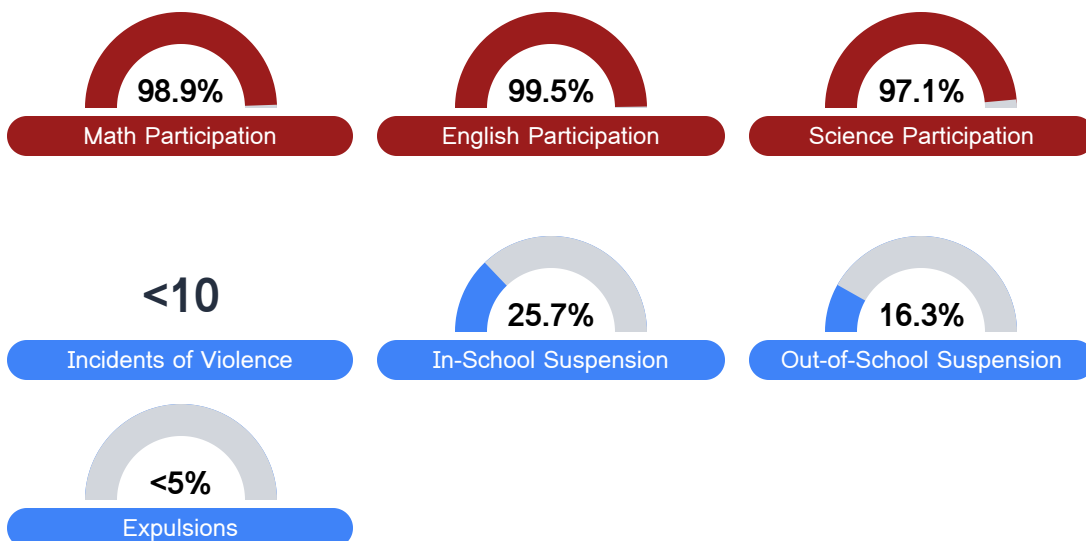 98.9%
Math Participation
99.5%
English Participation
97.1%
Science Participation
<10
Incidents of Violence
25.7%
In-School Suspension
16.3%
Out-of-School Suspension
<5%
Expulsions